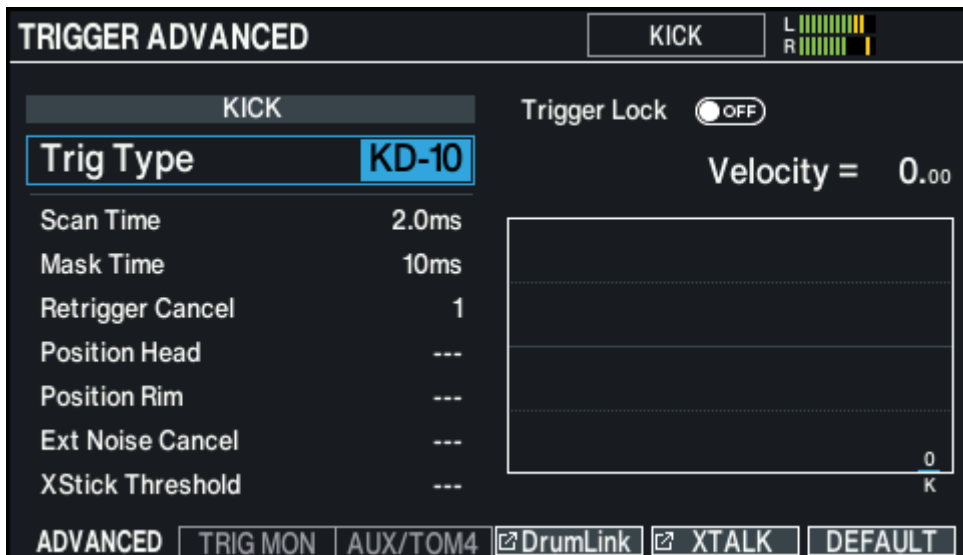 TRIGGER ADVANCED
KICK
L
R
KICK
Trigger Lock OFF
Trig Type KD-10
Velocity = 0.00
Scan Time 2.0ms
Mask Time 10ms
Retrigger Cancel 1
Position Head ---
Position Rim ---
Ext Noise Cancel ---
XStick Threshold ---
0
K
ADVANCED TRIG MON AUX/TOM4 DrumLink XTALK DEFAULT